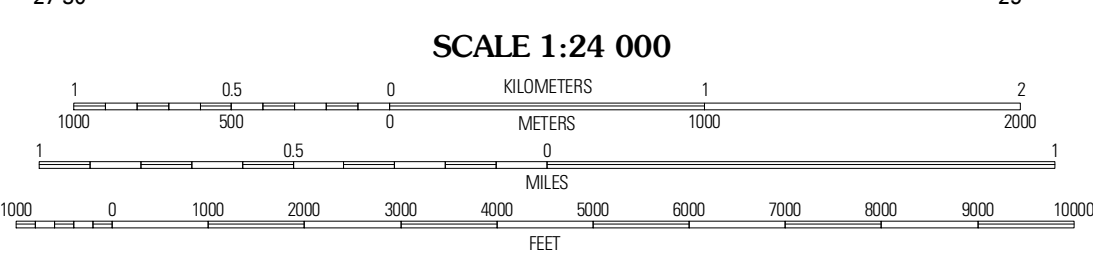 SCALE 1:24 000
1 0.5 0 KILOMETERS 1 2
1000 500 0 METERS 1000 2000
1 0.5 0 1
MILES
1000 0 1000 2000 3000 4000 5000 6000 7000 8000 9000 10000
FEET